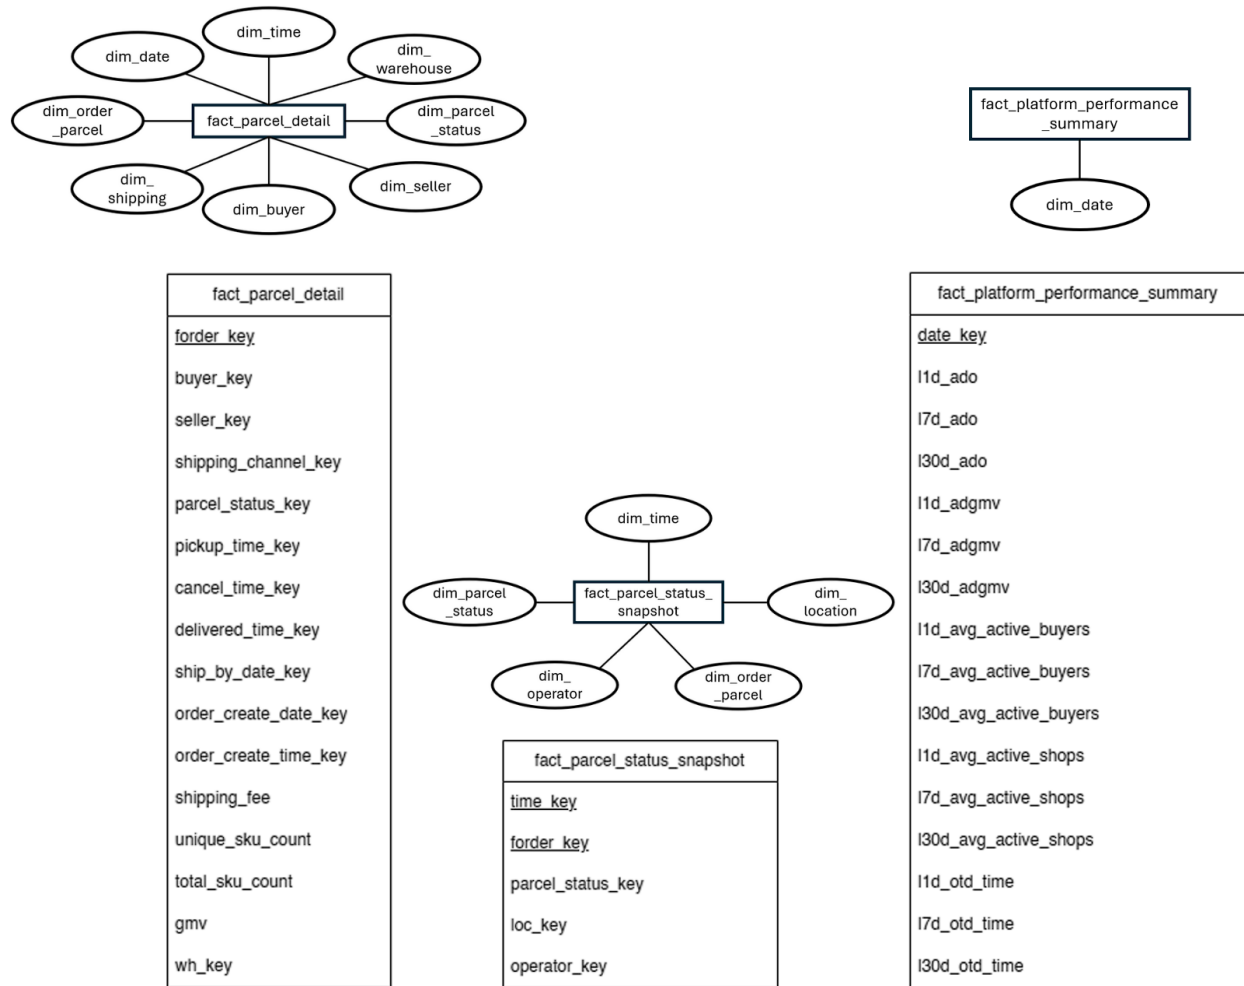 dim_time
dim_date
dim_
warehouse
dim_order
_parcel
fact_parcel_detail
dim_parcel
_status
dim_
shipping
dim_buyer
dim_seller
fact_platform_performance
_summary
dim_date
fact_parcel_detail
forder_key
buyer_key
seller_key
shipping_channel_key
parcel_status_key
pickup_time_key
cancel_time_key
delivered_time_key
ship_by_date_key
order_create_date_key
order_create_time_key
shipping_fee
unique_sku_count
total_sku_count
gmv
wh_key
dim_time
dim_parcel
_status
fact_parcel_status_
snapshot
dim_
location
dim_
operator
dim_order
_parcel
fact_parcel_status_snapshot
time_key
forder_key
parcel_status_key
loc_key
operator_key
fact_platform_performance_summary
date_key
l1d_ado
l7d_ado
l30d_ado
l1d_adgmv
l7d_adgmv
l30d_adgmv
l1d_avg_active_buyers
l7d_avg_active_buyers
l30d_avg_active_buyers
l1d_avg_active_shops
l7d_avg_active_shops
l30d_avg_active_shops
l1d_otd_time
l7d_otd_time
l30d_otd_time